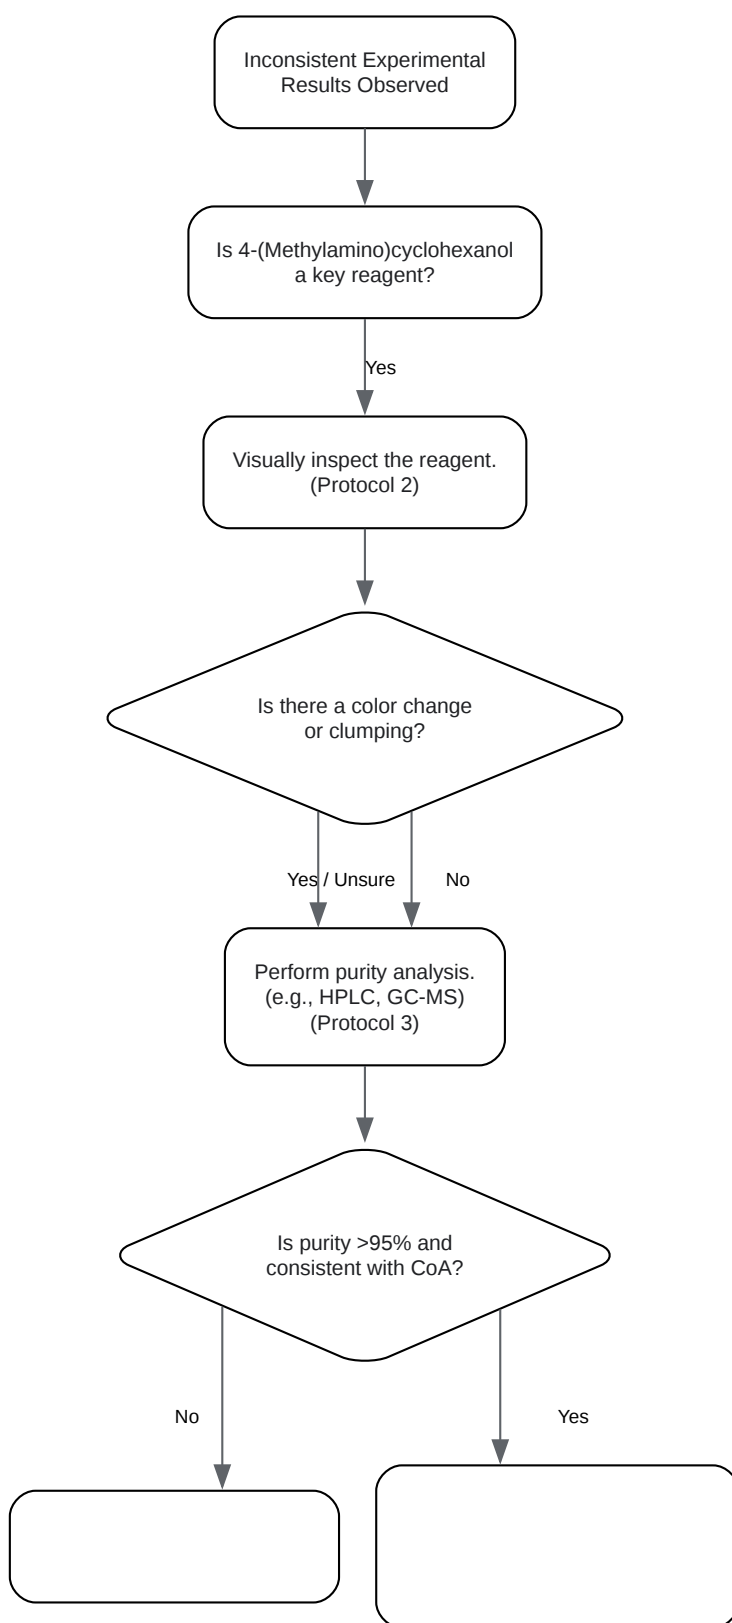 Inconsistent Experimental
Results Observed
Is 4-(Methylamino)cyclohexanol
a key reagent?
Yes
Visually inspect the reagent.
(Protocol 2)
Is there a color change
or clumping?
Yes / Unsure
No
Perform purity analysis.
(e.g., HPLC, GC-MS)
(Protocol 3)
Is purity >95% and
consistent with CoA?
No
Yes